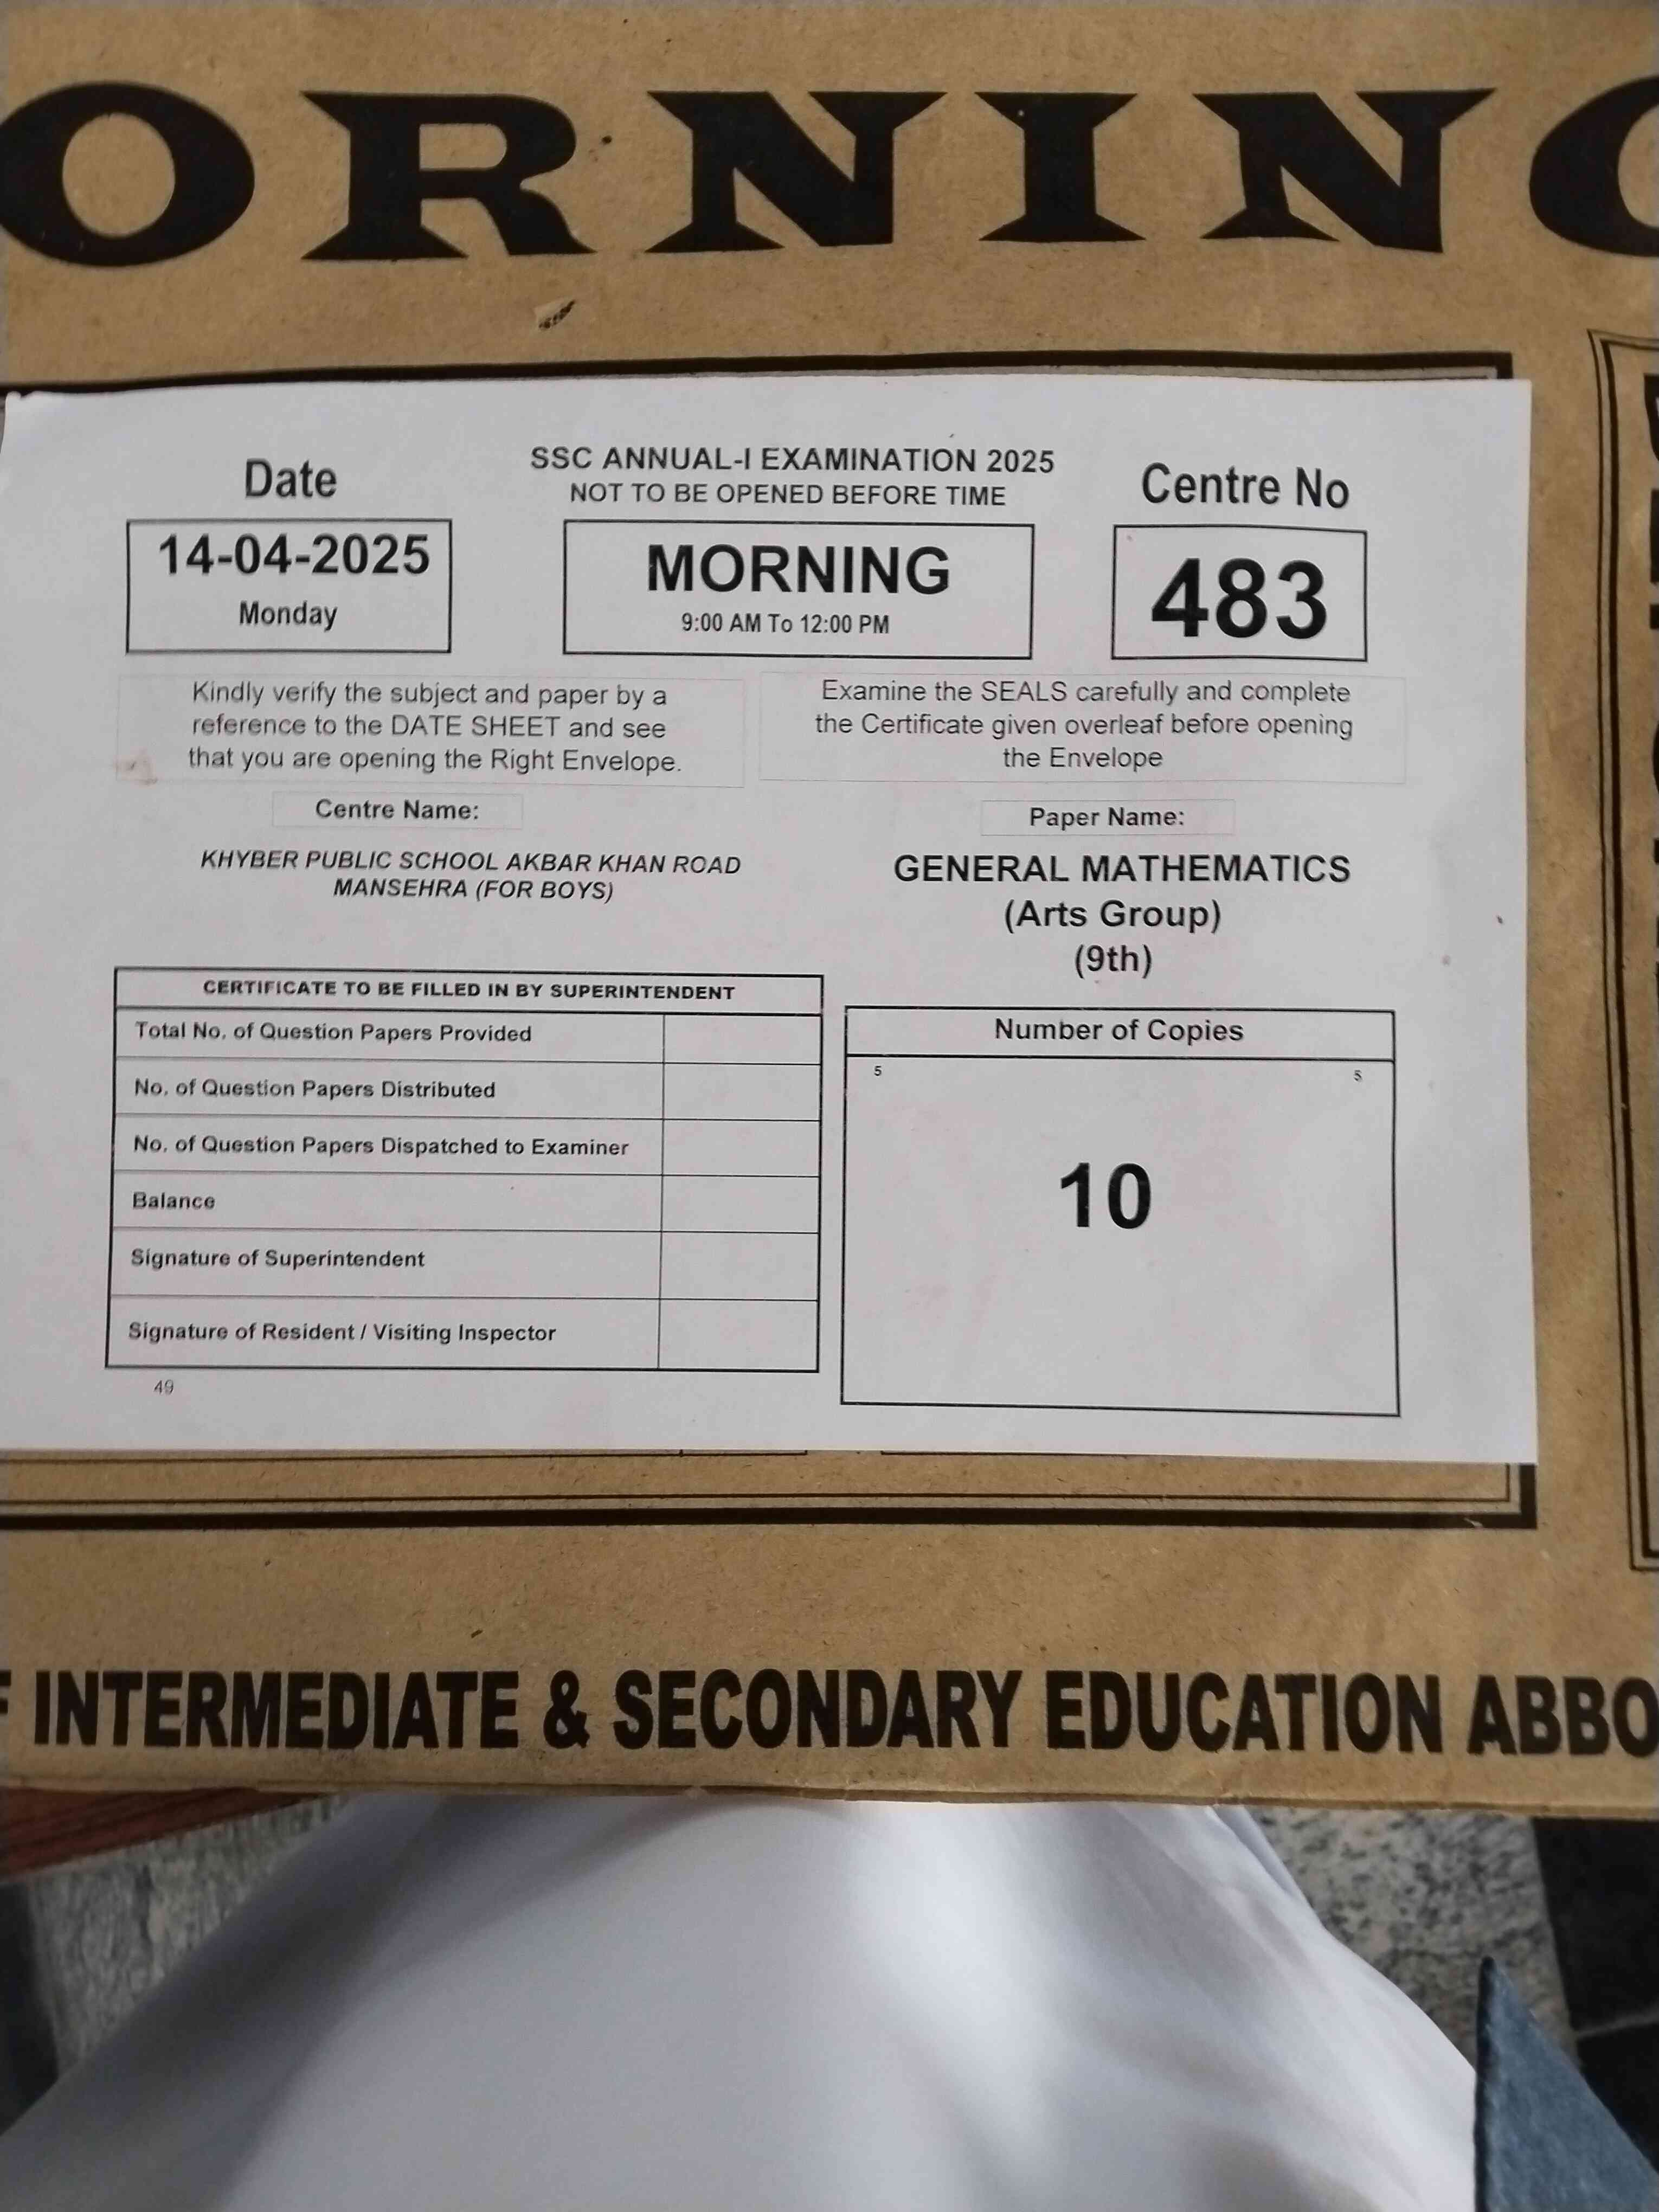 ORNING
SSC ANNUAL-I EXAMINATION 2025
NOT TO BE OPENED BEFORE TIME
Date
14-04-2025
Monday
MORNING
9:00 AM To 12:00 PM
Centre No
483
Kindly verify the subject and paper by a
reference to the DATE SHEET and see
that you are opening the Right Envelope.
Examine the SEALS carefully and complete
the Certificate given overleaf before opening
the Envelope
Centre Name:
KHYBER PUBLIC SCHOOL AKBAR KHAN ROAD
MANSEHRA (FOR BOYS)
Paper Name:
GENERAL MATHEMATICS
(Arts Group)
(9th)
CERTIFICATE TO BE FILLED IN BY SUPERINTENDENT
Total No. of Question Papers Provided
No. of Question Papers Distributed
No. of Question Papers Dispatched to Examiner
Balance
Signature of Superintendent
Signature of Resident / Visiting Inspector
49
Number of Copies
5 5
10
F INTERMEDIATE & SECONDARY EDUCATION ABBO